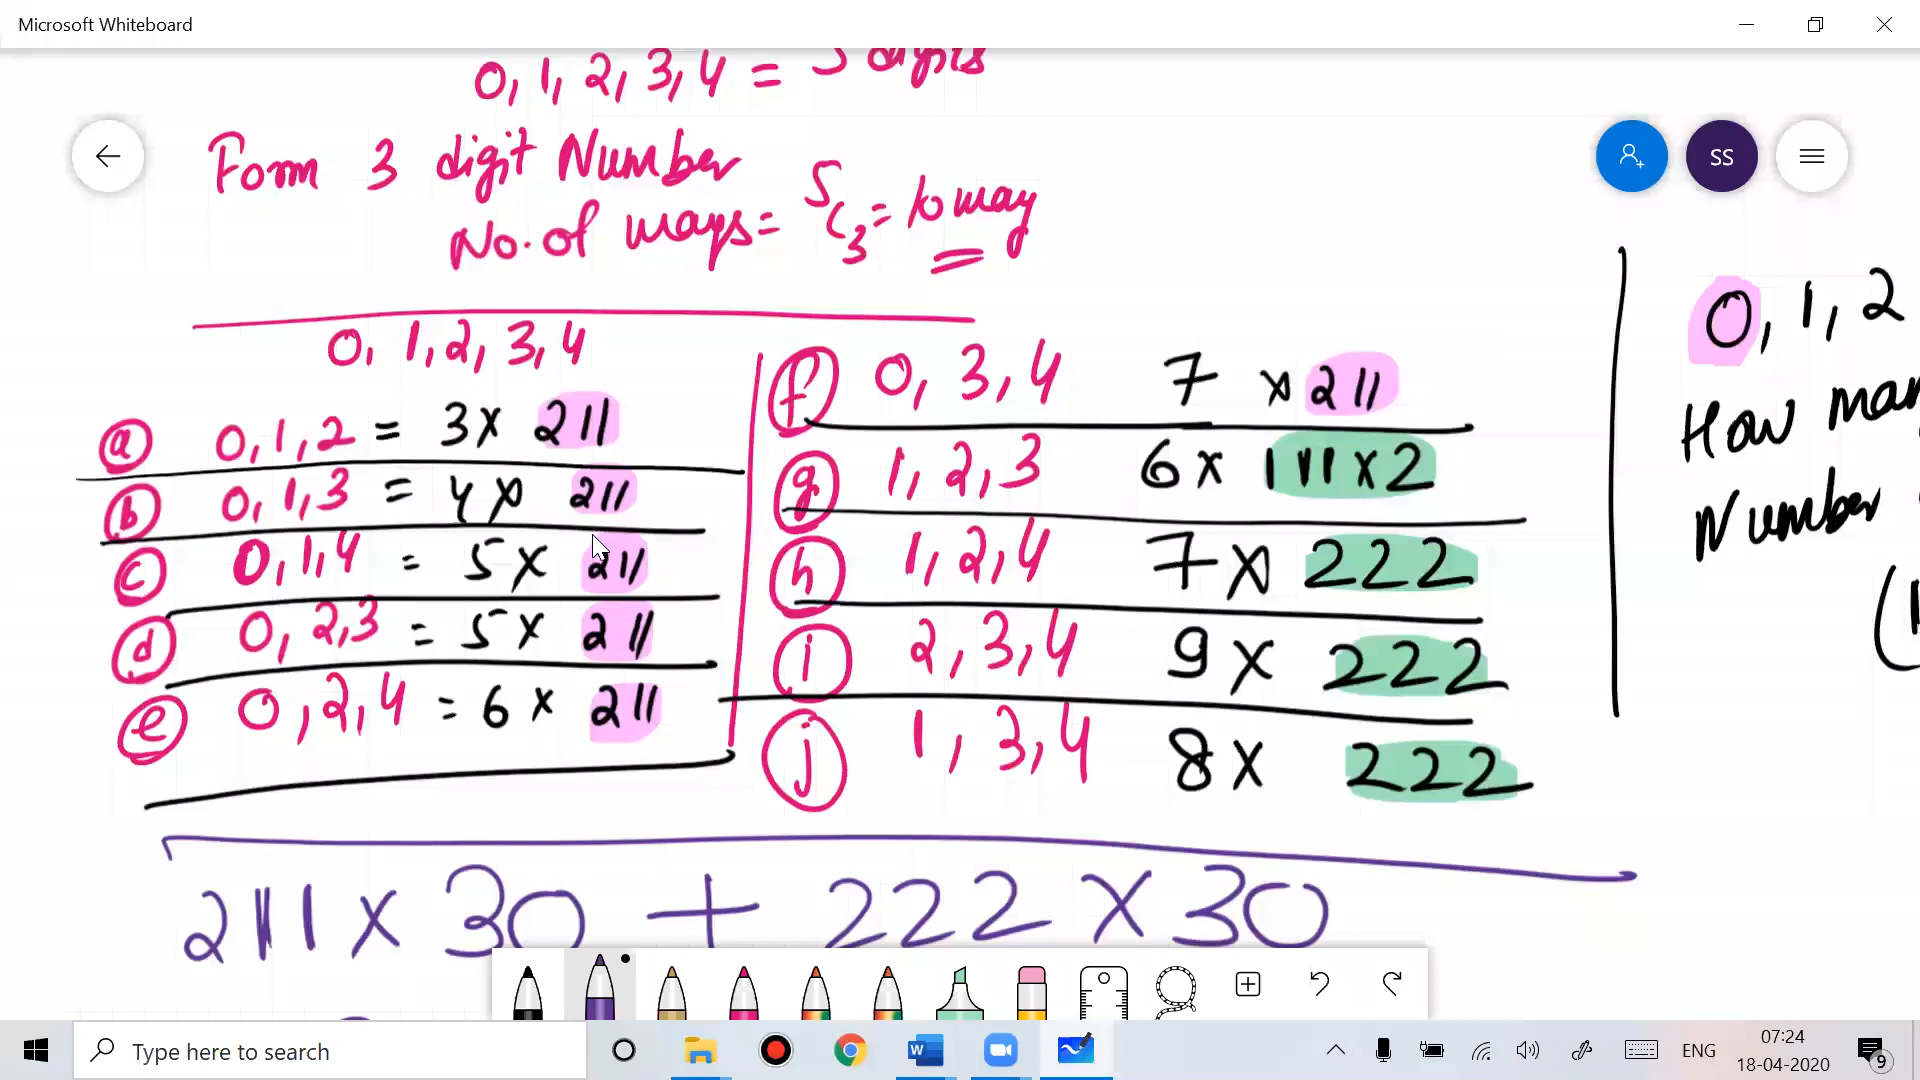 Microsoft Whiteboard
0, 1, 2, 3, 4 = 5 digits
Form 3 digit Number
No. of ways = 5C3 = 10 way
SS
0, 1, 2, 3, 4
a 0, 1, 2 = 3 x 211
b 0, 1, 3 = 4 x 211
c 0, 1, 4 = 5 x 211
d 0, 2, 3 = 5 x 211
e 0, 2, 4 = 6 x 211
f 0, 3, 4 7 x 211
g 1, 2, 3 6 x 111 x 2
h 1, 2, 4 7 x 222
i 2, 3, 4 9 x 222
j 1, 3, 4 8 x 222
0, 1, 2
How man
Number
(1
211 x 30 + 222 x 30
Type here to search
ENG
07:24
18-04-2020
9